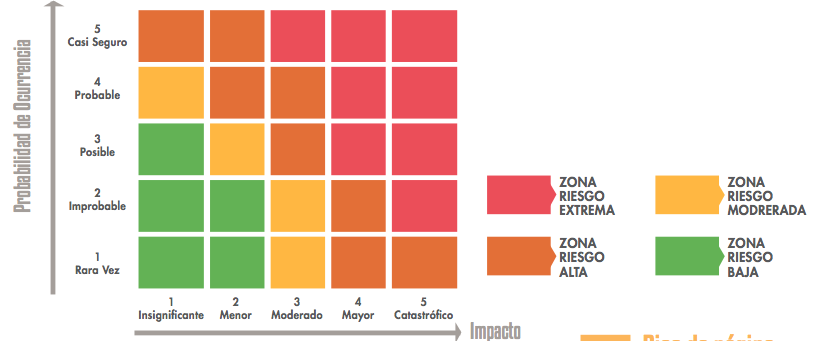 Probabilidad de Ocurrencia
5
Casi Seguro
4
Probable
3
Posible
2
Improbable
1
Rara Vez
1
Insignificante
2
Menor
3
Moderado
4
Mayor
5
Catastrófico
Impacto
ZONA
RIESGO
EXTREMA
ZONA
RIESGO
MODRERADA
ZONA
RIESGO
ALTA
ZONA
RIESGO
BAJA